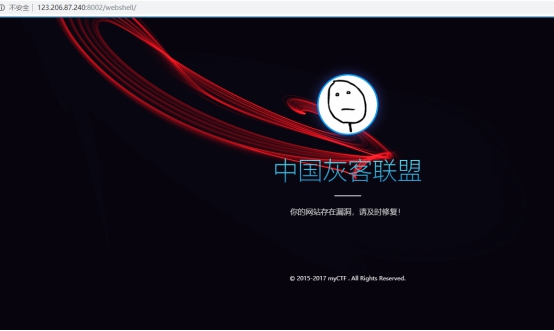 不安全 | 123.206.87.240:8002/webshell/
中国灰客联盟
你的网站存在漏洞，请及时修复！
© 2015-2017 myCTF . All Rights Reserved.